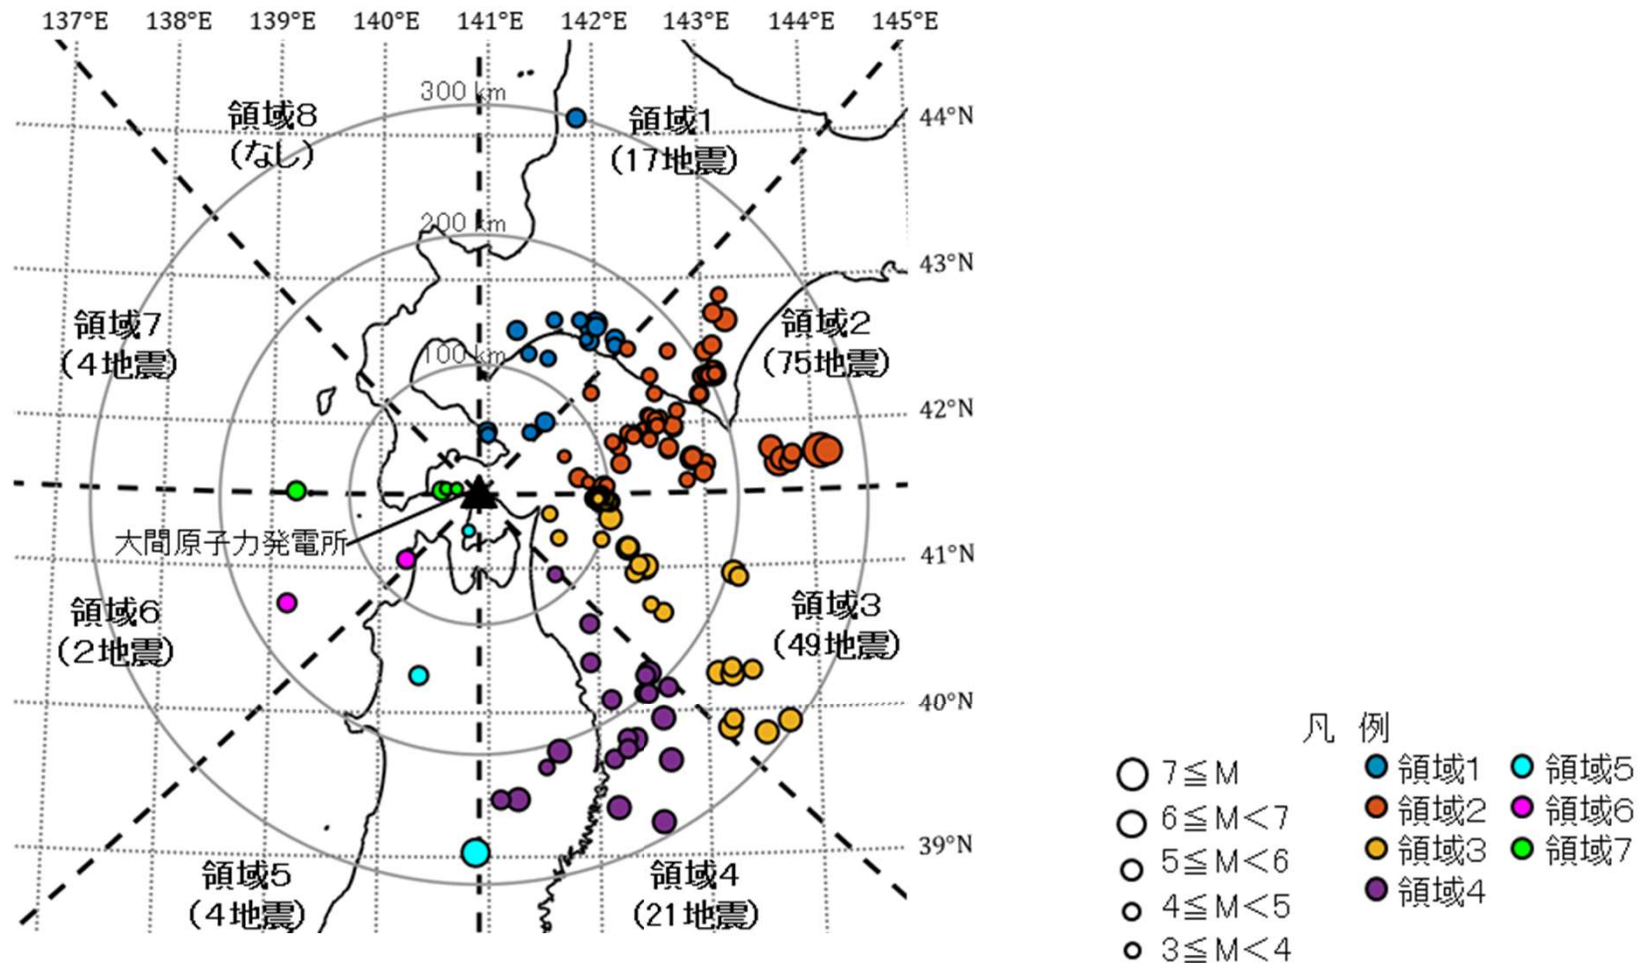 137°E 138°E 139°E 140°E 141°E 142°E 143°E 144°E 145°E
300 km
領域8
(なし)
領域1
(17地震)
44°N
200 km
43°N
領域7
(4地震)
領域2
(75地震)
100 km
42°N
大間原子力発電所
41°N
領域6
(2地震)
領域3
(49地震)
40°N
39°N
領域5
(4地震)
領域4
(21地震)
凡 例
7≦M
6≦M<7
5≦M<6
4≦M<5
3≦M<4
領域1
領域2
領域3
領域4
領域5
領域6
領域7